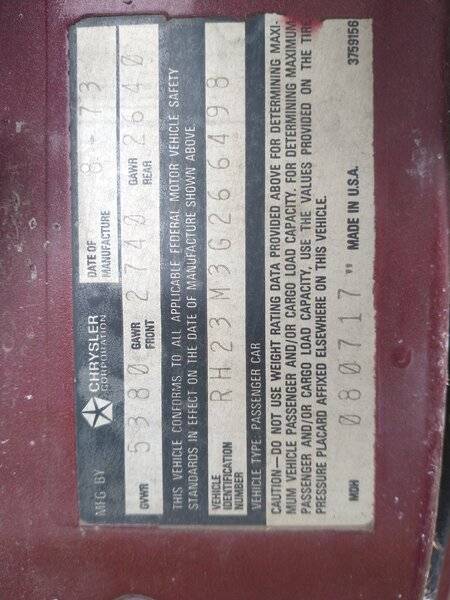 MFG BY CHRYSLER CORPORATION DATE OF MANUFACTURE 8-73
GVWR 5380 GAWR FRONT 2740 GAWR REAR 2640
THIS VEHICLE CONFORMS TO ALL APPLICABLE FEDERAL MOTOR VEHICLE SAFETY
STANDARDS IN EFFECT ON THE DATE OF MANUFACTURE SHOWN ABOVE.
VEHICLE IDENTIFICATION NUMBER RH23M3G266498
VEHICLE TYPE: PASSENGER CAR
CAUTION—DO NOT USE WEIGHT RATING DATA PROVIDED ABOVE FOR DETERMINING MAXI-
MUM VEHICLE PASSENGER AND/OR CARGO LOAD CAPACITY. FOR DETERMINING MAXIMUM
PASSENGER AND/OR CARGO LOAD CAPACITY, USE THE VALUES PROVIDED ON THE TIRE
PRESSURE PLACARD AFFIXED ELSEWHERE ON THIS VEHICLE.
MDH 080717 " MADE IN U.S.A. 3759156